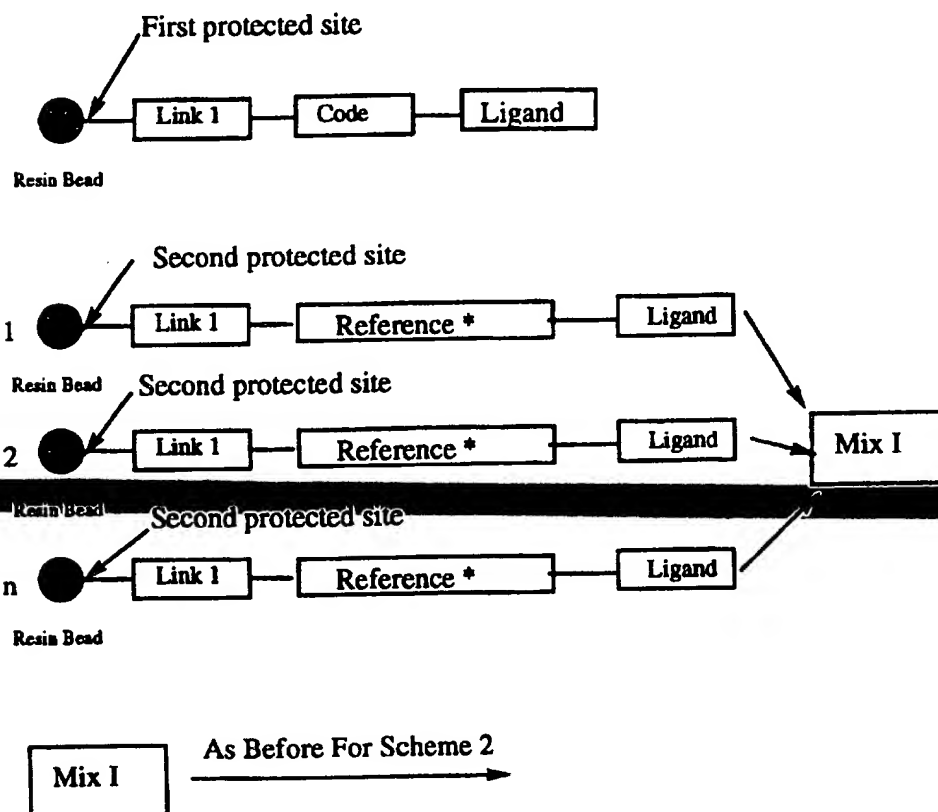 First protected site
Link 1 Code Ligand
Resin Bead
Second protected site
1 Link 1 Reference * Ligand
Resin Bead
Second protected site
2 Link 1 Reference * Ligand
Mix I
Resin Bead
Second protected site
n Link 1 Reference * Ligand
Resin Bead
As Before For Scheme 2
Mix I